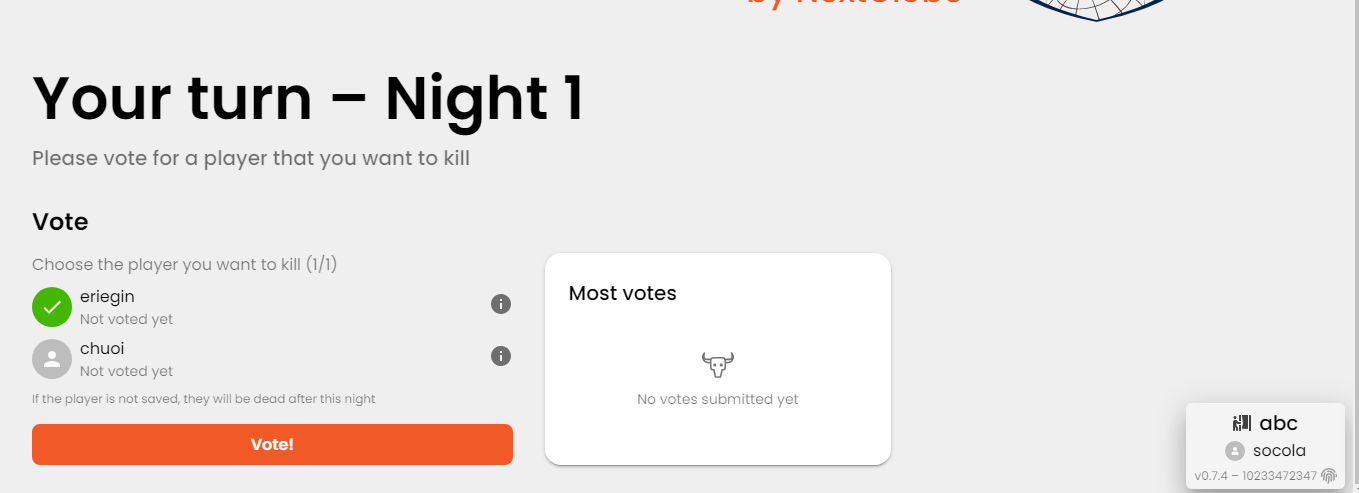 by NextGlobe
Your turn – Night 1
Please vote for a player that you want to kill
Vote
Choose the player you want to kill (1/1)
eriegin
Not voted yet
chuoi
Not voted yet
If the player is not saved, they will be dead after this night
Vote!
Most votes
No votes submitted yet
abc
socola
v0.7.4 – 10233472347